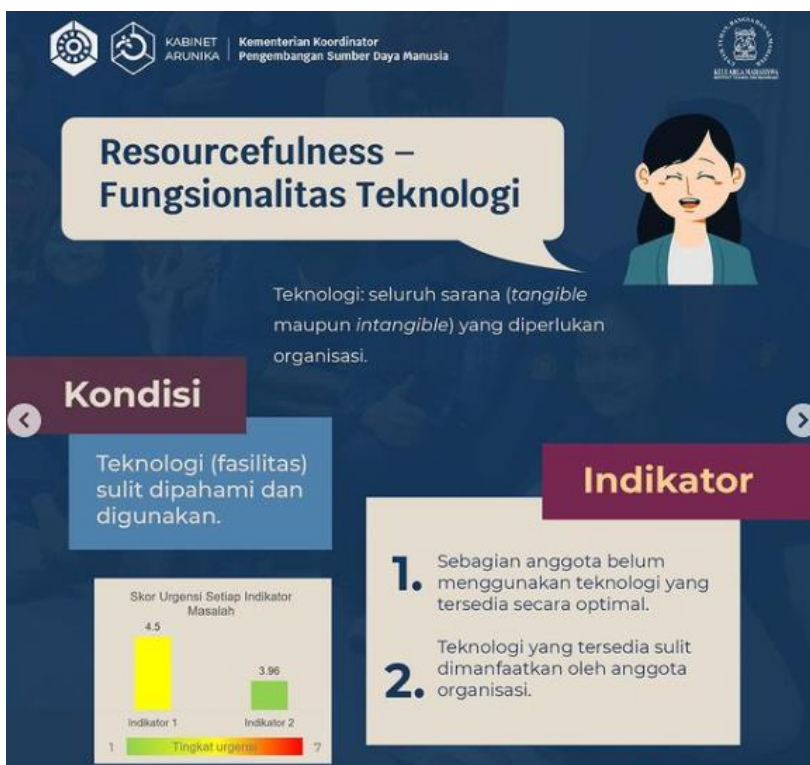 KABINET
ARUNIKA
Kementerian Koordinator
Pengembangan Sumber Daya Manusia
KELUARGA MAHASISWA
Resourcefulness –
Fungsionalitas Teknologi
Teknologi: seluruh sarana (tangible
maupun intangible) yang diperlukan
organisasi.
Kondisi
Teknologi (fasilitas)
sulit dipahami dan
digunakan.
Indikator
1. Sebagian anggota belum
menggunakan teknologi yang
tersedia secara optimal.
2. Teknologi yang tersedia sulit
dimanfaatkan oleh anggota
organisasi.
Skor Urgensi Setiap Indikator
Masalah
4.5
3.96
Indikator 1
Indikator 2
1
Tingkat urgensi
7